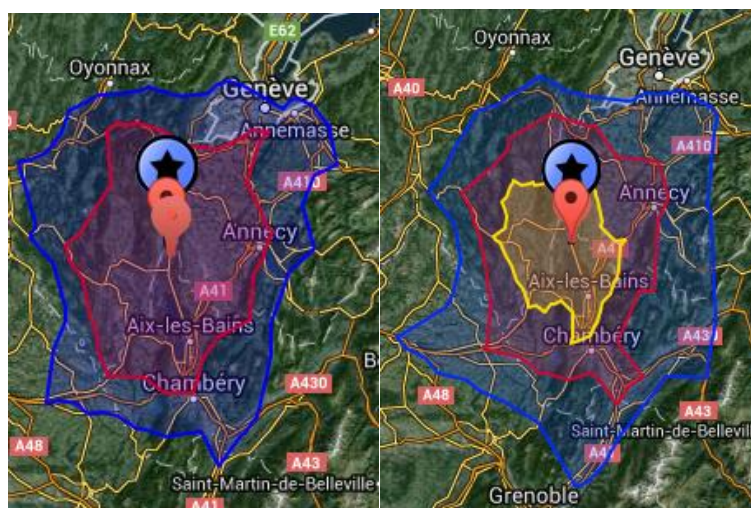 E62
Oyonnax
Genève
Annemasse
A410
Annecy
A41
Aix-les-Bains
Chambéry
A430
A48
A43
Saint-Martin-de-Belleville
A41
Oyonnax
Genève
A40
Annemasse
A410
Annecy
Aix-les-Bains
Chambéry
A430
A48
A43
Saint-Martin-de-Belleville
Grenoble